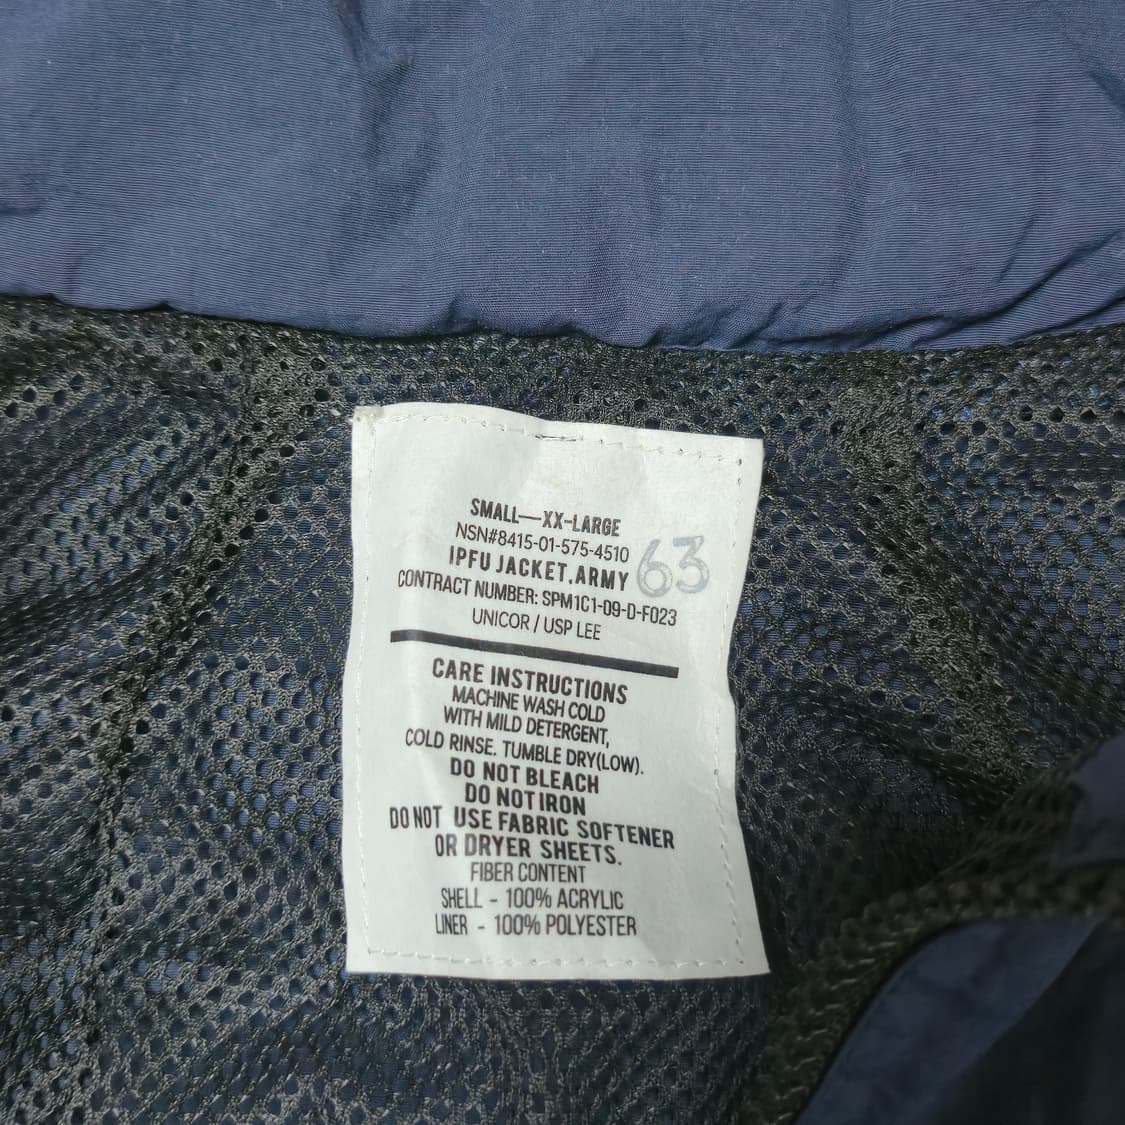 SMALL—XX-LARGE
NSN#8415-01-575-4510
IPFU JACKET, ARMY 63
CONTRACT NUMBER: SPM1C1-09-D-F023
UNICOR / USP LEE
CARE INSTRUCTIONS
MACHINE WASH COLD
WITH MILD DETERGENT,
COLD RINSE. TUMBLE DRY(LOW).
DO NOT BLEACH
DO NOT IRON
DO NOT USE FABRIC SOFTENER
OR DRYER SHEETS.
FIBER CONTENT
SHELL - 100% ACRYLIC
LINER - 100% POLYESTER